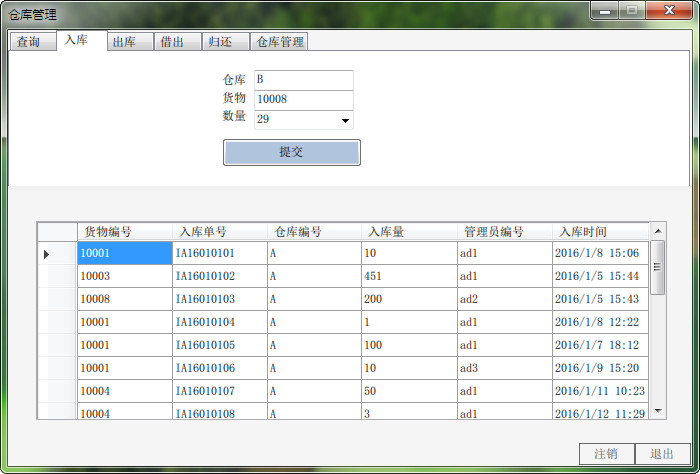 仓库管理
查询 入库 出库 借出 归还 仓库管理
仓库 B
货物 10008
数量 29
提交
货物编号 入库单号 仓库编号 入库量 管理员编号 入库时间
10001 IA16010101 A 10 ad1 2016/1/8 15:06
10003 IA16010102 A 451 ad1 2016/1/5 15:44
10008 IA16010103 A 200 ad2 2016/1/5 15:43
10001 IA16010104 A 1 ad1 2016/1/8 12:22
10001 IA16010105 A 100 ad1 2016/1/7 18:12
10001 IA16010106 A 10 ad3 2016/1/9 15:20
10004 IA16010107 A 50 ad1 2016/1/11 10:23
10004 IA16010108 A 3 ad1 2016/1/12 11:29
注销 退出